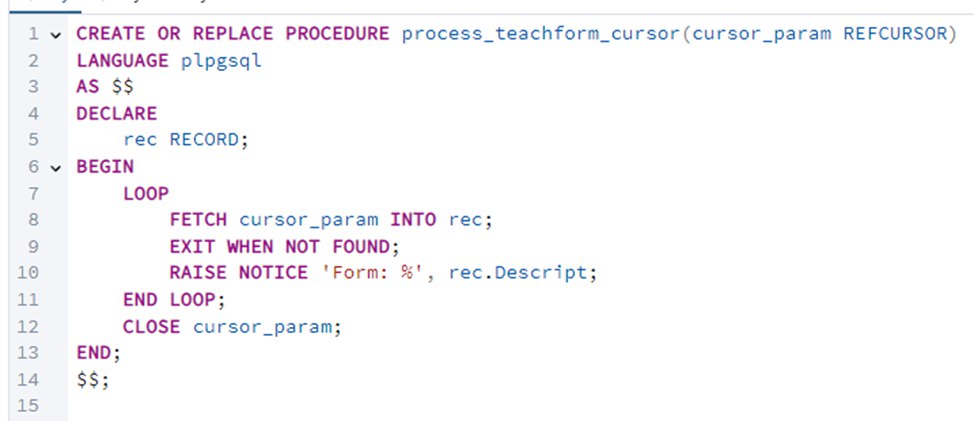 1 CREATE OR REPLACE PROCEDURE process_teachform_cursor(cursor_param REFCURSOR)
2 LANGUAGE plpgsql
3 AS $$
4 DECLARE
5     rec RECORD;
6 BEGIN
7     LOOP
8         FETCH cursor_param INTO rec;
9         EXIT WHEN NOT FOUND;
10         RAISE NOTICE 'Form: %', rec.Descript;
11     END LOOP;
12     CLOSE cursor_param;
13 END;
14 $$;
15